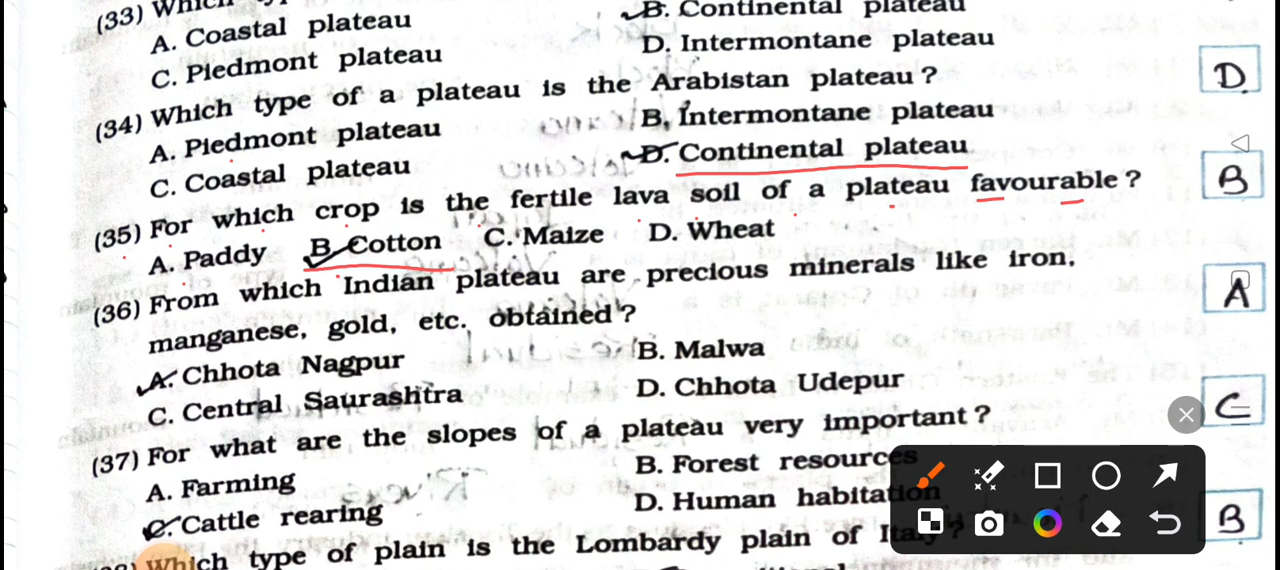 (33) Which
A. Coastal plateau B. Continental plateau
C. Piedmont plateau D. Intermontane plateau
(34) Which type of a plateau is the Arabistan plateau? D.
A. Piedmont plateau B. Intermontane plateau
C. Coastal plateau D. Continental plateau
(35) For which crop is the fertile lava soil of a plateau favourable? B
A. Paddy B. Cotton C. Maize D. Wheat
(36) From which Indian plateau are precious minerals like iron, A
manganese, gold, etc. obtained?
A. Chhota Nagpur B. Malwa
C. Central Saurashtra D. Chhota Udepur
(37) For what are the slopes of a plateau very important? C
A. Farming B. Forest resources
C. Cattle rearing D. Human habitation
Which type of plain is the Lombardy plain of Italy? B